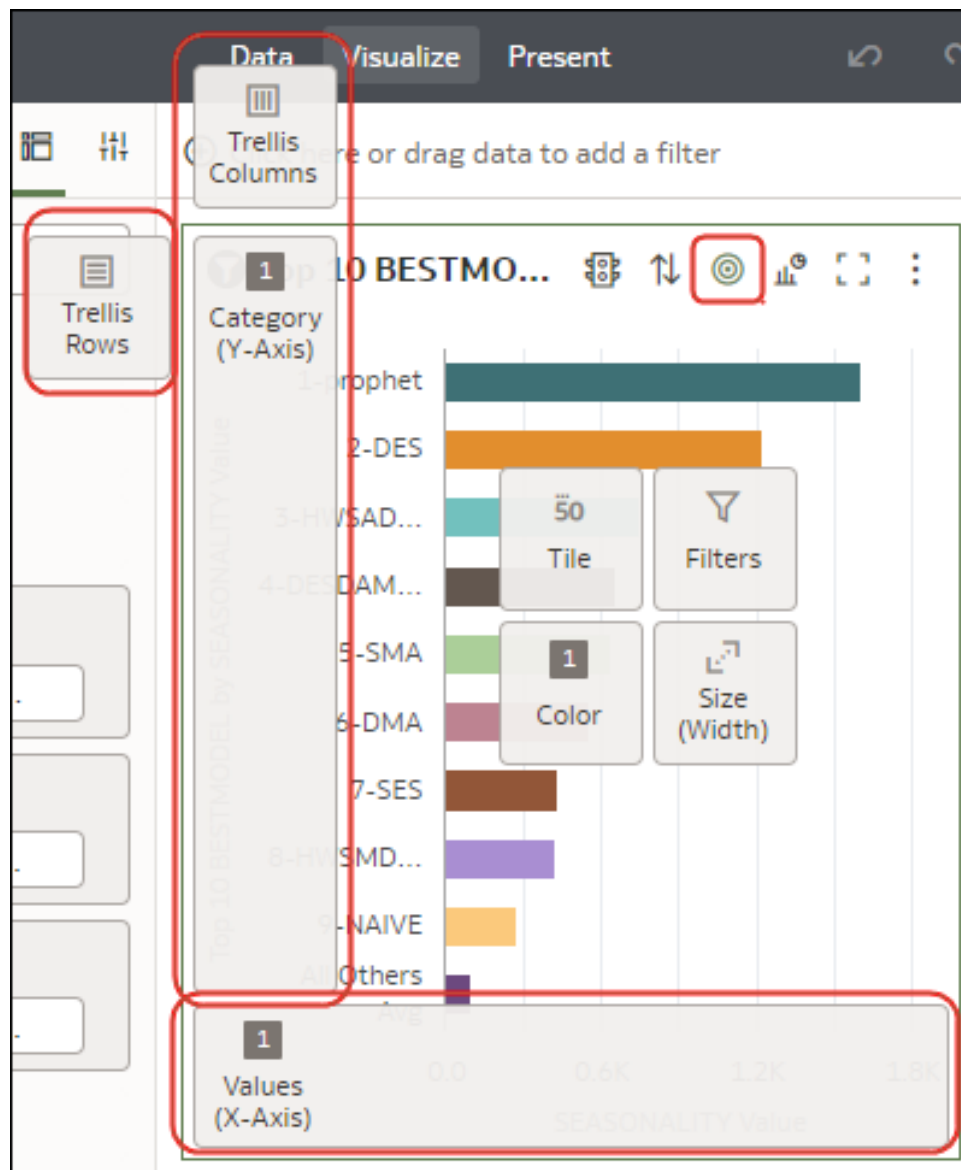 Data
Visualize
Present
Trellis
Columns
Click here or drag data to add a filter
Trellis
Rows
Top 10 BESTMO...
1
Category
(Y-Axis)
1-prophet
2-DES
3-HWSAD...
4-DESDAM...
5-SMA
6-DMA
7-SES
8-HWSMD...
9-NAIVE
All Others
Avg
Top 10 BESTMODEL by SEASONALITY Value
50
Tile
Filters
1
Color
Size
(Width)
1
Values
(X-Axis)
0.0
0.6K
1.2K
1.8K
SEASONALITY Value